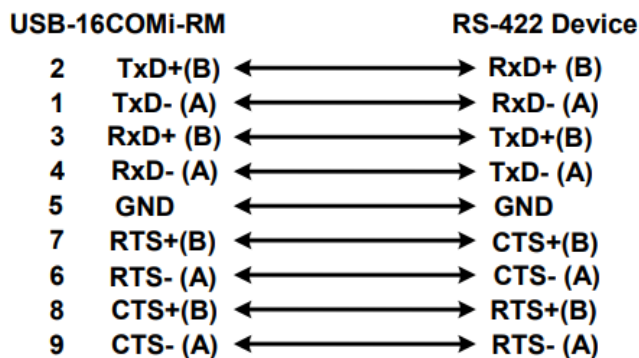 USB-16COMi-RM RS-422 Device
2 TxD+(B) RxD+ (B)
1 TxD- (A) RxD- (A)
3 RxD+ (B) TxD+(B)
4 RxD- (A) TxD- (A)
5 GND GND
7 RTS+(B) CTS+(B)
6 RTS- (A) CTS- (A)
8 CTS+(B) RTS+(B)
9 CTS- (A) RTS- (A)